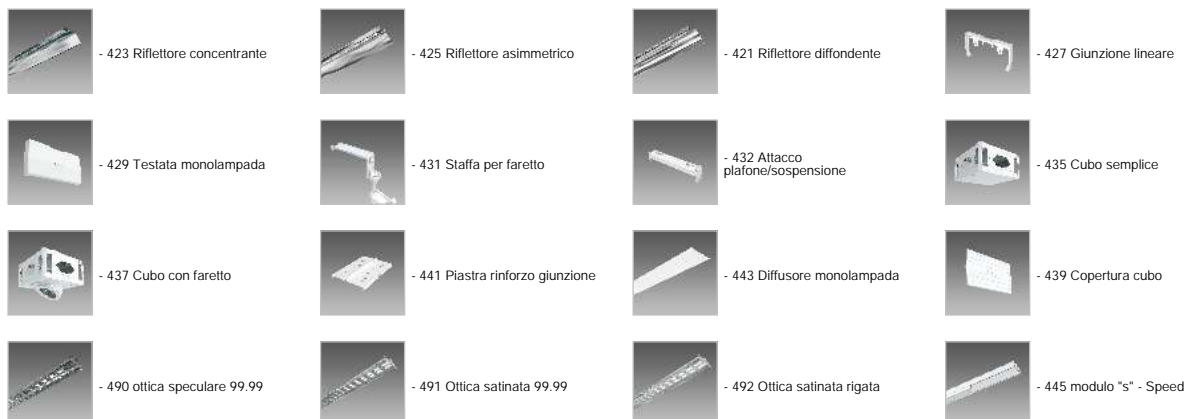 - 423 Riflettore concentrante
- 425 Riflettore asimmetrico
- 421 Riflettore diffondente
- 427 Giunzione lineare
- 429 Testata monolampada
- 431 Staffa per faretto
- 432 Attacco
plafone/sospensione
- 435 Cubo semplice
- 437 Cubo con faretto
- 441 Piastra rinforzo giunzione
- 443 Diffusore monolampada
- 439 Copertura cubo
- 490 ottica speculare 99.99
- 491 Ottica satinata 99.99
- 492 Ottica satinata rigata
- 445 modulo "s" - Speed